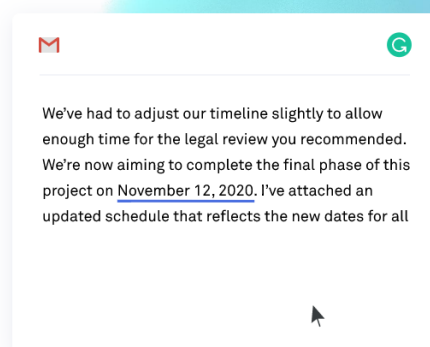 We've had to adjust our timeline slightly to allow
enough time for the legal review you recommended.
We're now aiming to complete the final phase of this
project on November 12, 2020. I've attached an
updated schedule that reflects the new dates for all